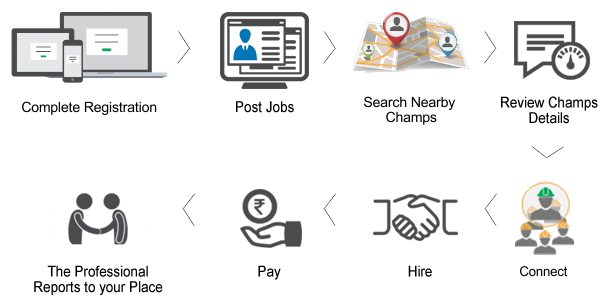 Complete Registration
Post Jobs
Search Nearby
Champs
Review Champs
Details
Connect
Hire
₹
Pay
The Professional
Reports to your Place